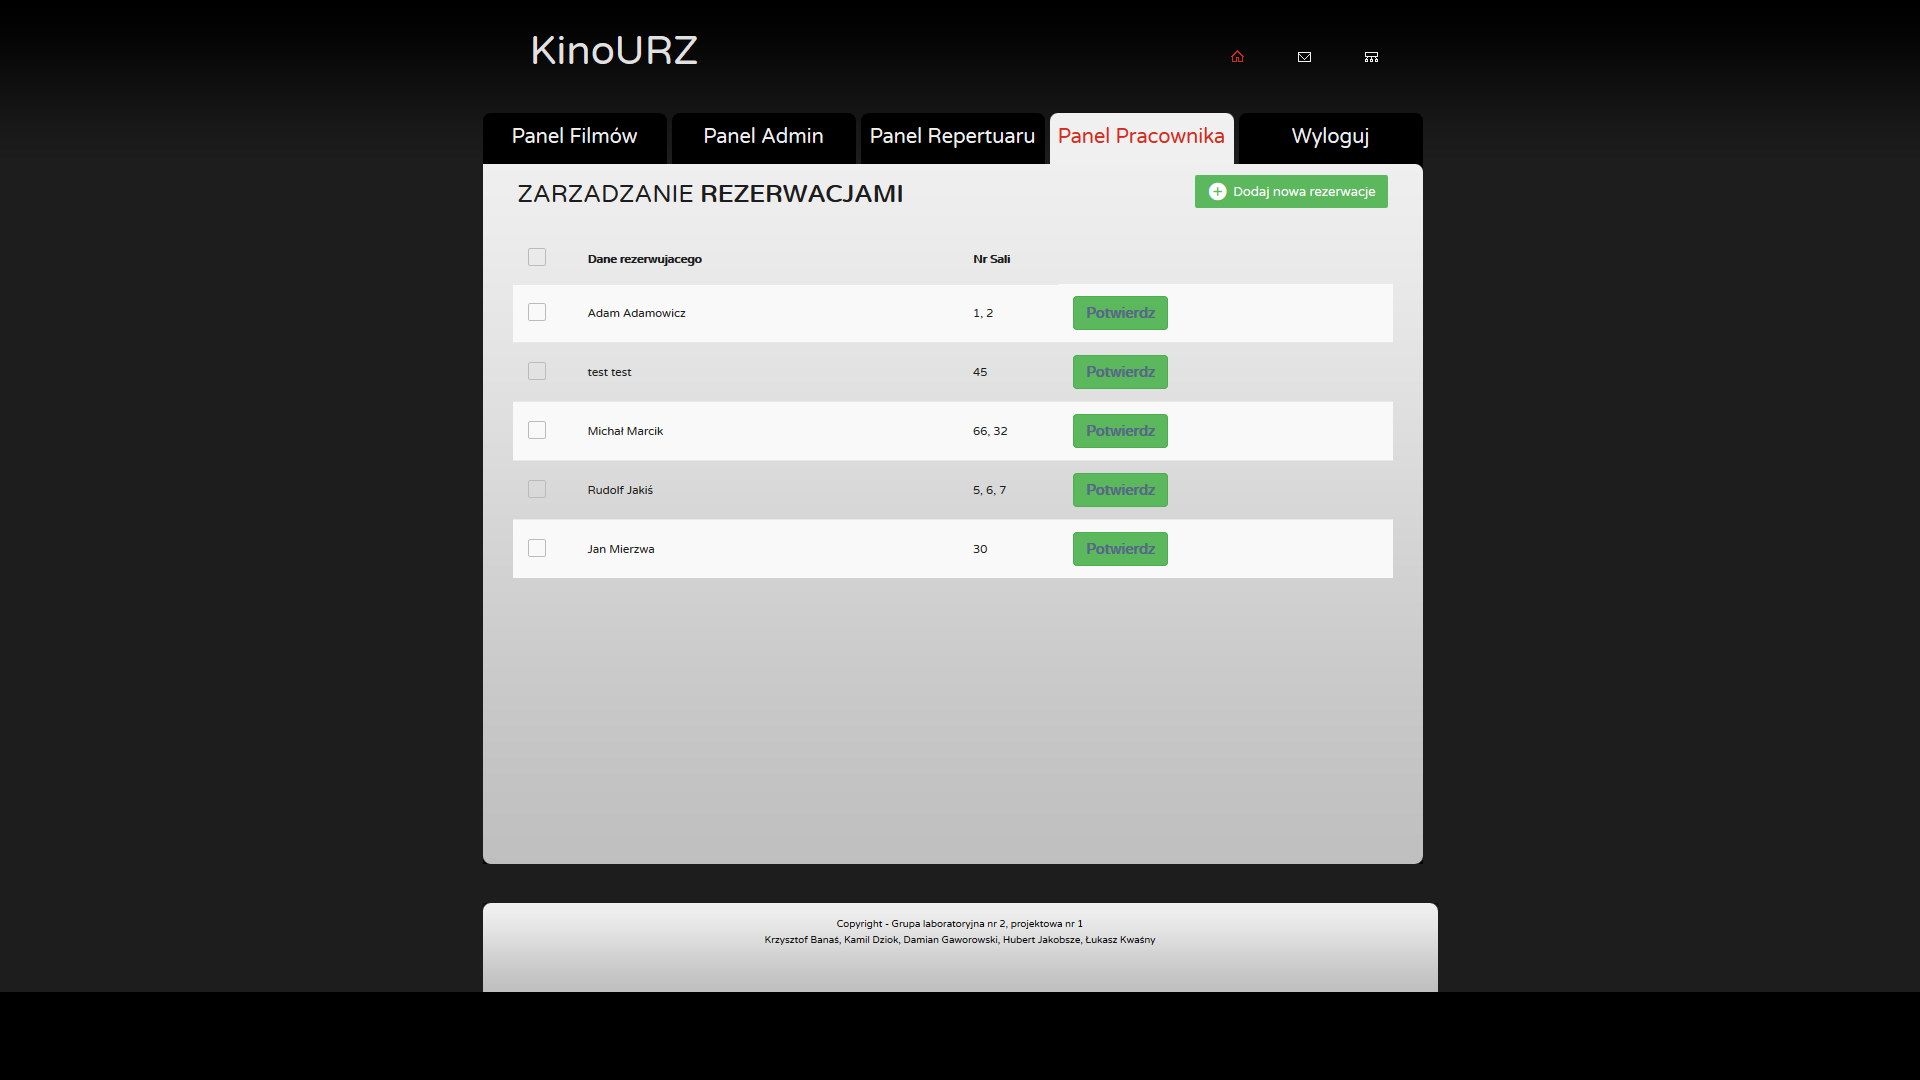 KinoURZ
Panel Filmów
Panel Admin
Panel Repertuaru
Panel Pracownika
Wyloguj
ZARZADZANIE REZERWACJAMI
Dodaj nowa rezerwacje
Dane rezerwujacego Nr Sali
Adam Adamowicz 1, 2 Potwierdz
test test 45 Potwierdz
Michał Marcik 66, 32 Potwierdz
Rudolf Jakiś 5, 6, 7 Potwierdz
Jan Mierzwa 30 Potwierdz
Copyright - Grupa laboratoryjna nr 2, projektowa nr 1
Krzysztof Banaś, Kamil Dziok, Damian Gaworowski, Hubert Jakobsze, Łukasz Kwaśny